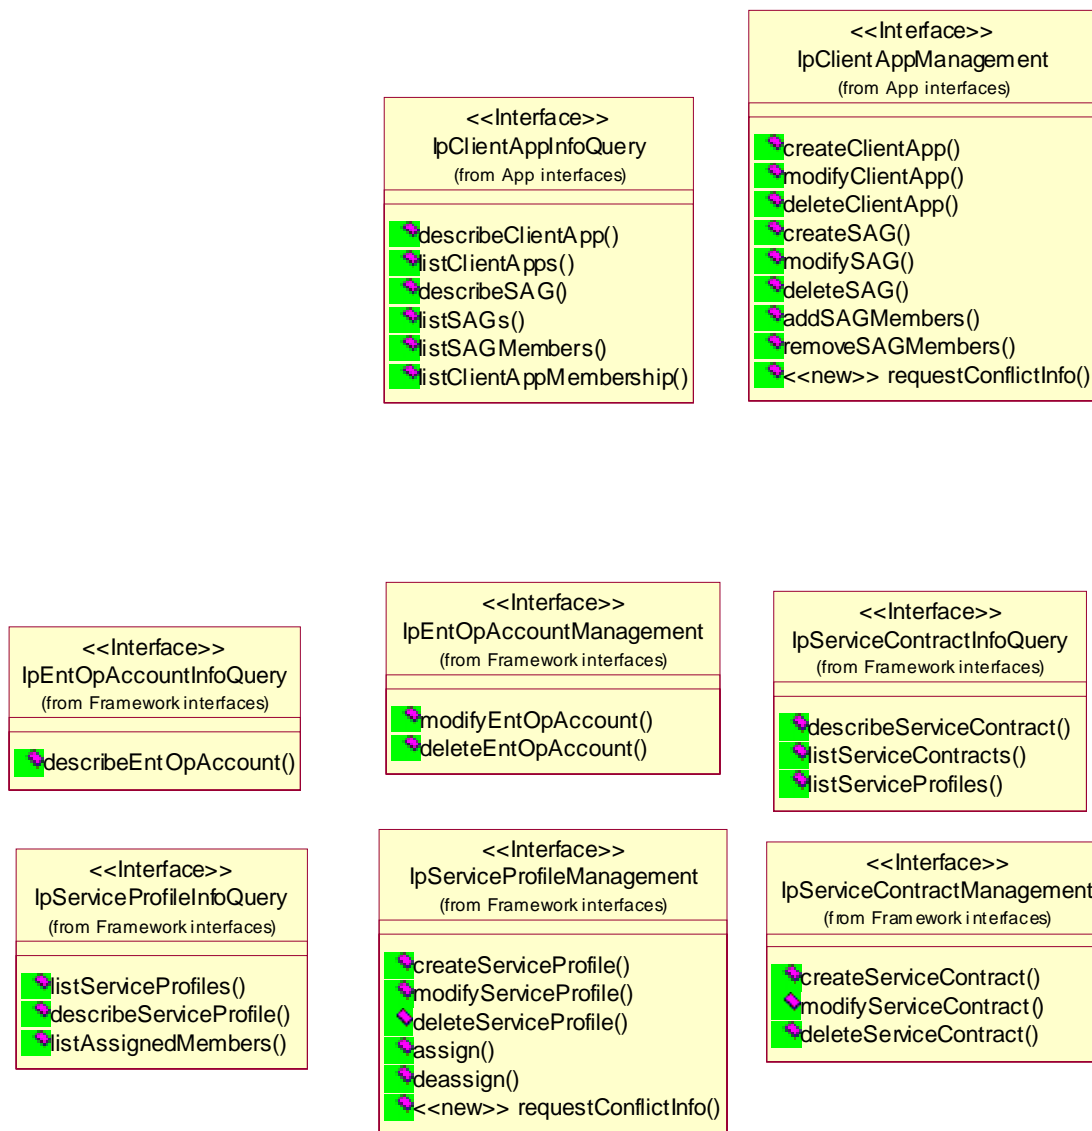 <<Interface>>
IpClientAppManagement
(from App interfaces)
createClientApp()
modifyClientApp()
deleteClientApp()
createSAG()
modifySAG()
deleteSAG()
addSAGMembers()
removeSAGMembers()
<<new>> requestConflictInfo()
<<Interface>>
IpClientAppInfoQuery
(from App interfaces)
describeClientApp()
listClientApps()
describeSAG()
listSAGs()
listSAGMembers()
listClientAppMembership()
<<Interface>>
IpEntOpAccountInfoQuery
(from Framework interfaces)
describeEntOpAccount()
<<Interface>>
IpEntOpAccountManagement
(from Framework interfaces)
modifyEntOpAccount()
deleteEntOpAccount()
<<Interface>>
IpServiceContractInfoQuery
(from Framework interfaces)
describeServiceContract()
listServiceContracts()
listServiceProfiles()
<<Interface>>
IpServiceProfileInfoQuery
(from Framework interfaces)
listServiceProfiles()
describeServiceProfile()
listAssignedMembers()
<<Interface>>
IpServiceProfileManagement
(from Framework interfaces)
createServiceProfile()
modifyServiceProfile()
deleteServiceProfile()
assign()
deassign()
<<new>> requestConflictInfo()
<<Interface>>
IpServiceContractManagement
(from Framework interfaces)
createServiceContract()
modifyServiceContract()
deleteServiceContract()